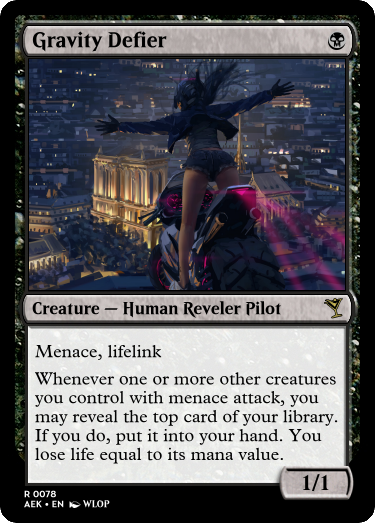 Gravity Defier
Creature — Human Reveler Pilot
Menace, lifelink
Whenever one or more other creatures
you control with menace attack, you
may reveal the top card of your library.
If you do, put it into your hand. You
lose life equal to its mana value.
1/1
R 0078
AEK • EN WLOP